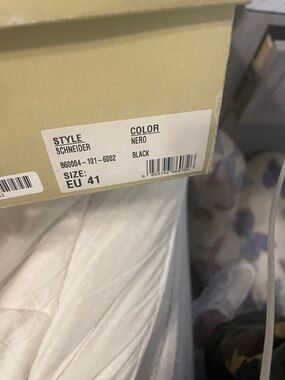 STYLE
SCHNEIDER
B60004-101-6002
SIZE:
EU 41
COLOR
NERO
BLACK